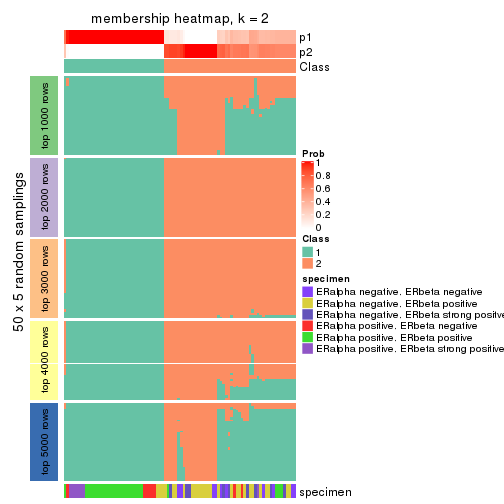 membership heatmap, k = 2
p1
p2
Class
50 x 5 random samplings
top 1000 rows
top 2000 rows
top 3000 rows
top 4000 rows
top 5000 rows
Prob
1
0.8
0.6
0.4
0.2
0
Class
1
2
specimen
ERalpha negative. ERbeta negative
ERalpha negative. ERbeta positive
ERalpha negative. ERbeta strong positive
ERalpha positive. ERbeta negative
ERalpha positive. ERbeta positive
ERalpha positive. ERbeta strong positive
specimen